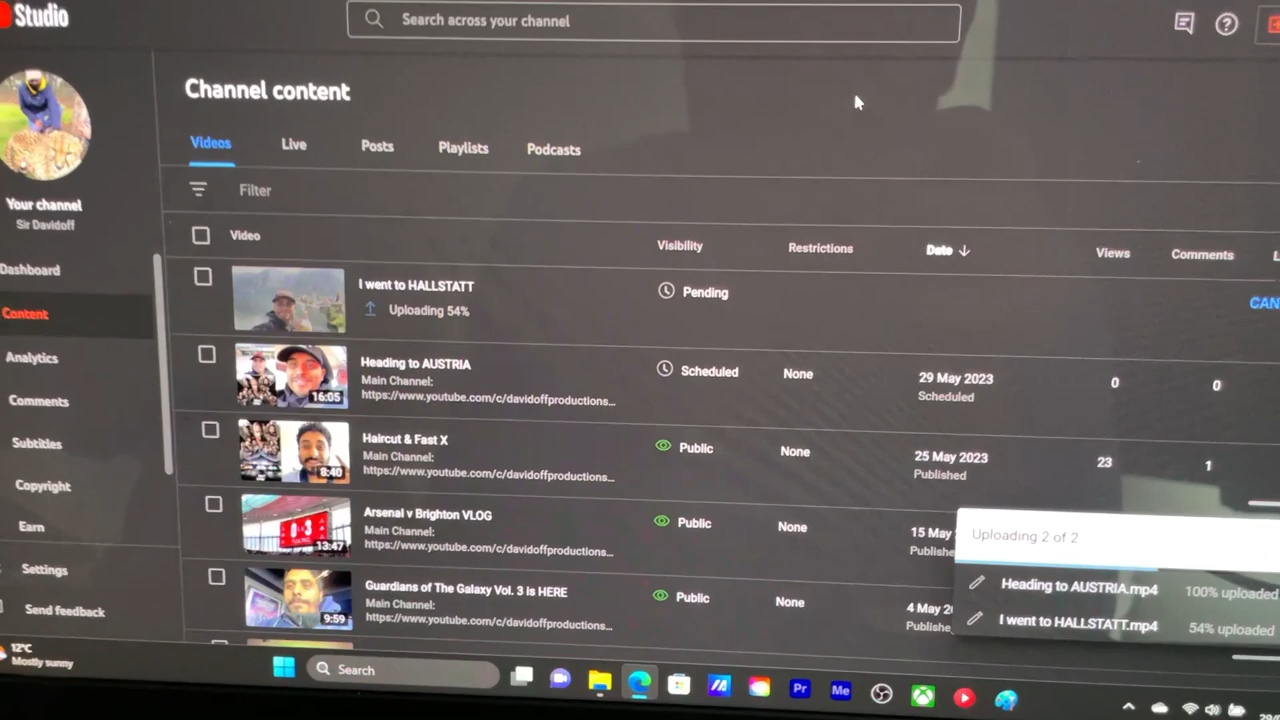 Studio
Search across your channel
Channel content
Videos
Live
Posts
Playlists
Podcasts
Filter
Your channel
Sir Davidoff
Dashboard
Content
Analytics
Comments
Subtitles
Copyright
Earn
Settings
Send feedback
Video
Visibility
Restrictions
Date
Views
Comments
I went to HALLSTATT
Uploading 54%
Pending
CAN
Heading to AUSTRIA
Main Channel:
https://www.youtube.com/c/davidoffproductions...
16:05
Scheduled
None
29 May 2023
Scheduled
0
0
Haircut & Fast X
Main Channel:
https://www.youtube.com/c/davidoffproductions...
8:40
Public
None
25 May 2023
Published
23
1
Arsenal v Brighton VLOG
Main Channel:
https://www.youtube.com/c/davidoffproductions...
0-3
13:47
Public
None
15 May
Publishe
Guardians of The Galaxy Vol. 3 is HERE
Main Channel:
https://www.youtube.com/c/davidoffproductions...
9:59
Public
None
4 May 2
Publishe
Uploading 2 of 2
Heading to AUSTRIA.mp4
100% uploaded
I went to HALLSTATT.mp4
54% uploaded
12°C
Mostly sunny
Search
Pr
Me